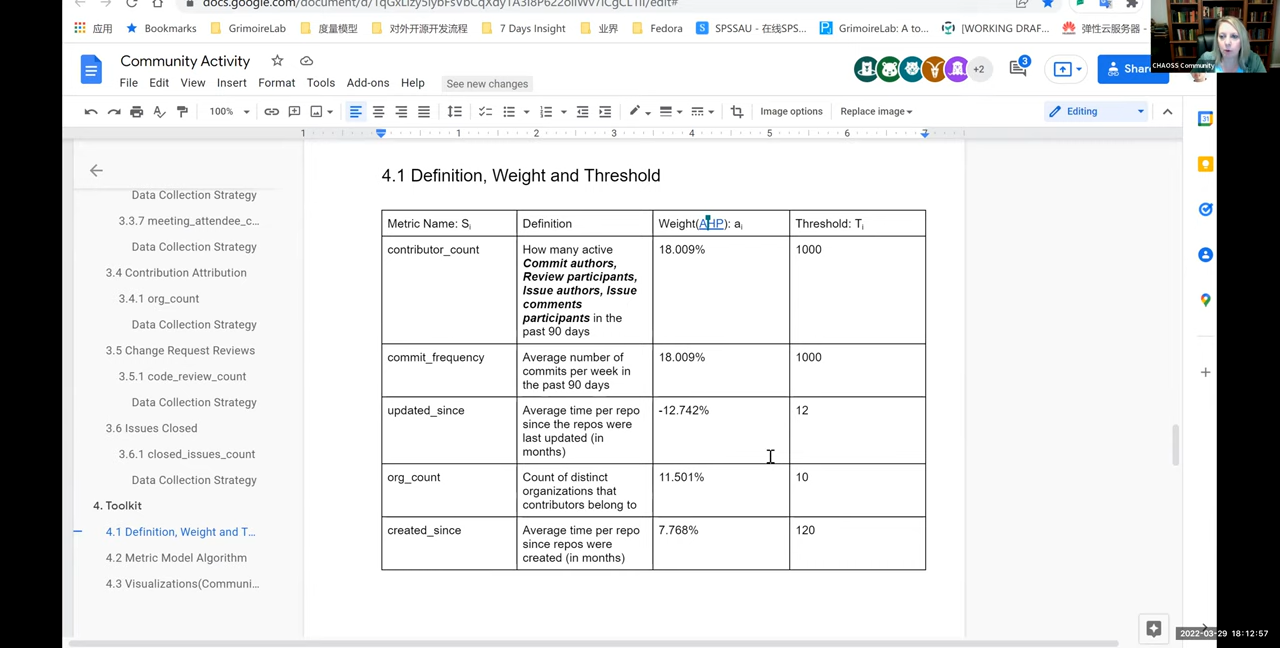 docs.google.com/document/d/
应用
Bookmarks
GrimoireLab
度量模型
对外开源开发流程
7 Days Insight
业界
Fedora
SPSSAU - 在线SPS...
GrimoireLab: A to...
[WORKING DRAF...
弹性云服务器 -
CHAOSS Community
Community Activity
+2
3
Share
File
Edit
View
Insert
Format
Tools
Add-ons
Help
See new changes
100%
Image options
Replace image
Editing
1
1
2
3
4
5
6
7
31
Data Collection Strategy
3.3.7 meeting_attendee_c...
Data Collection Strategy
3.4 Contribution Attribution
3.4.1 org_count
Data Collection Strategy
3.5 Change Request Reviews
3.5.1 code_review_count
Data Collection Strategy
3.6 Issues Closed
3.6.1 closed_issues_count
Data Collection Strategy
4. Toolkit
4.1 Definition, Weight and T...
4.2 Metric Model Algorithm
4.3 Visualizations(Communi...
4.1 Definition, Weight and Threshold
Metric Name: Si
Definition
Weight(AHP): ai
Threshold: Ti
contributor_count
How many active
Commit authors,
Review participants,
Issue authors, Issue
comments
participants in the
past 90 days
18.009%
1000
commit_frequency
Average number of
commits per week in
the past 90 days
18.009%
1000
updated_since
Average time per repo
since the repos were
last updated (in
months)
-12.742%
12
org_count
Count of distinct
organizations that
contributors belong to
11.501%
10
created_since
Average time per repo
since repos were
created (in months)
7.768%
120
2022-03-29 18:12:57